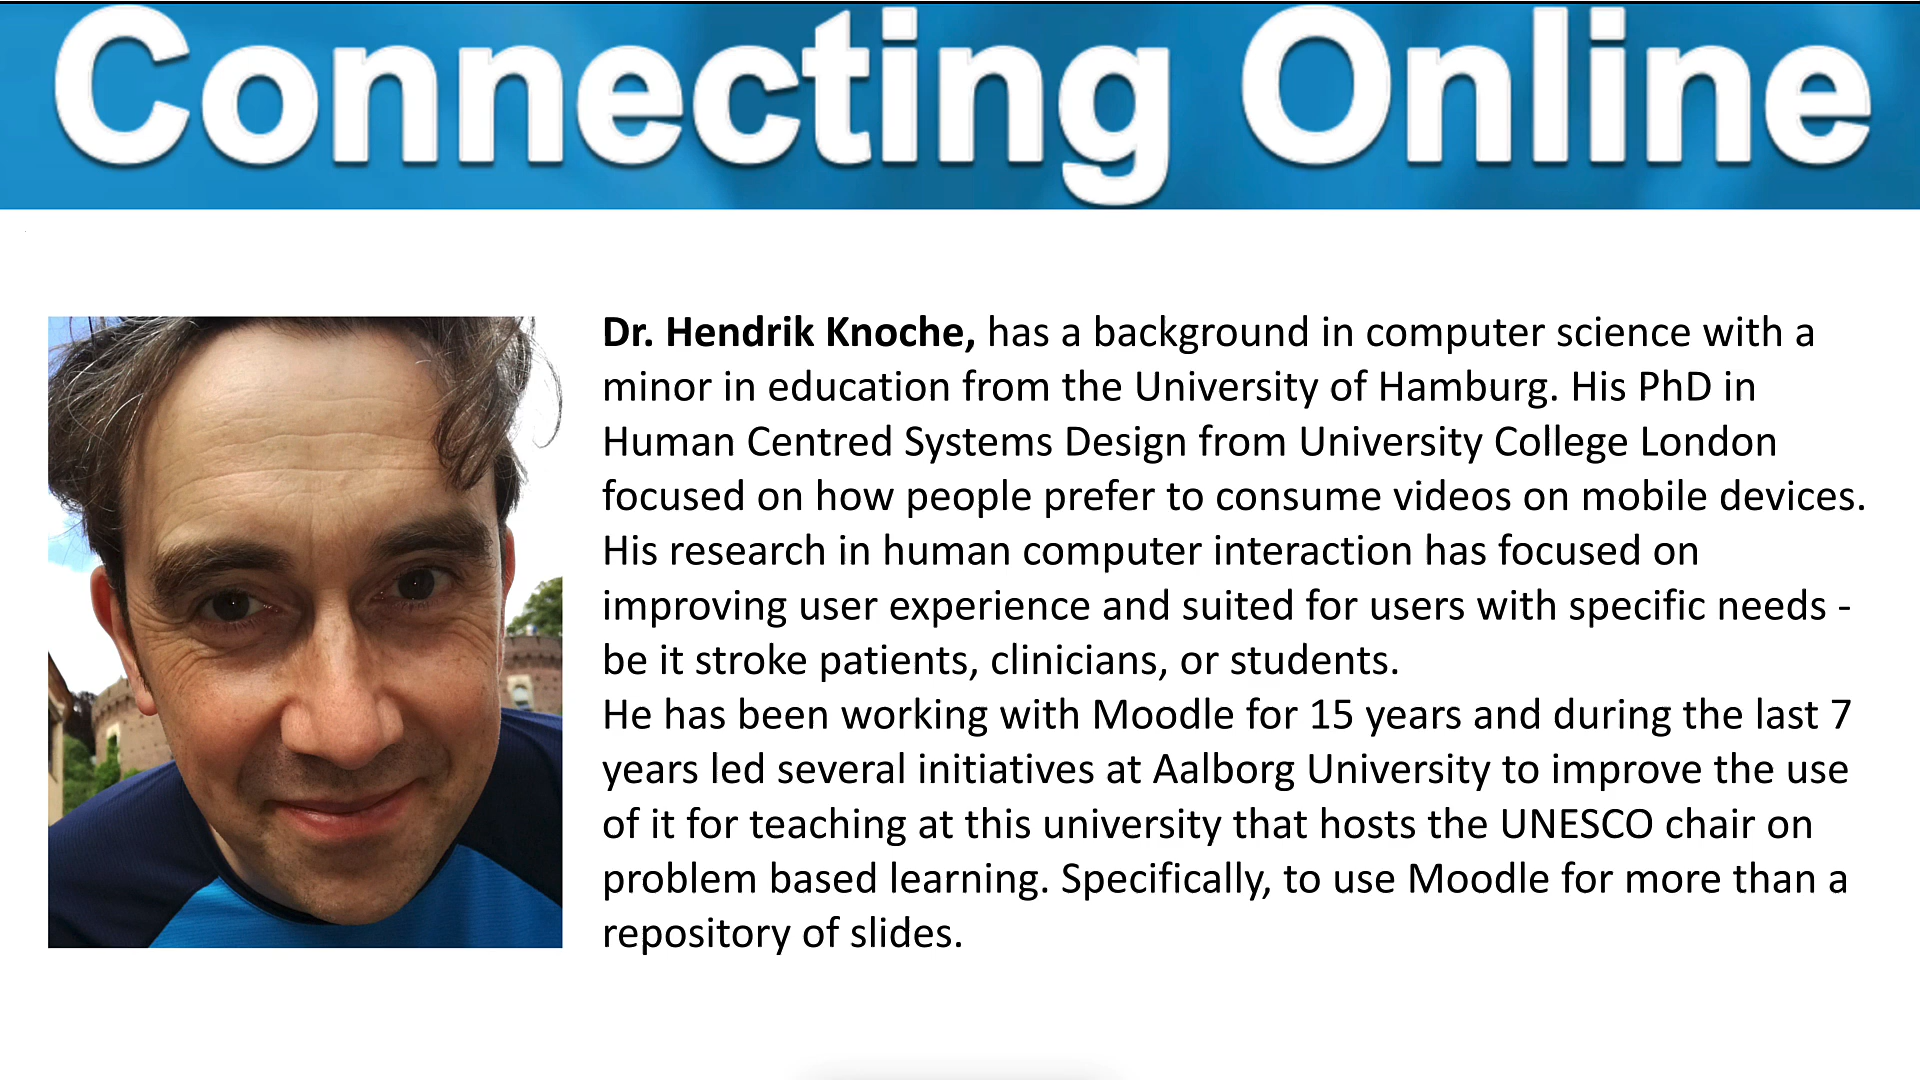 Connecting Online
Dr. Hendrik Knoche, has a background in computer science with a
minor in education from the University of Hamburg. His PhD in
Human Centred Systems Design from University College London
focused on how people prefer to consume videos on mobile devices.
His research in human computer interaction has focused on
improving user experience and suited for users with specific needs -
be it stroke patients, clinicians, or students.
He has been working with Moodle for 15 years and during the last 7
years led several initiatives at Aalborg University to improve the use
of it for teaching at this university that hosts the UNESCO chair on
problem based learning. Specifically, to use Moodle for more than a
repository of slides.